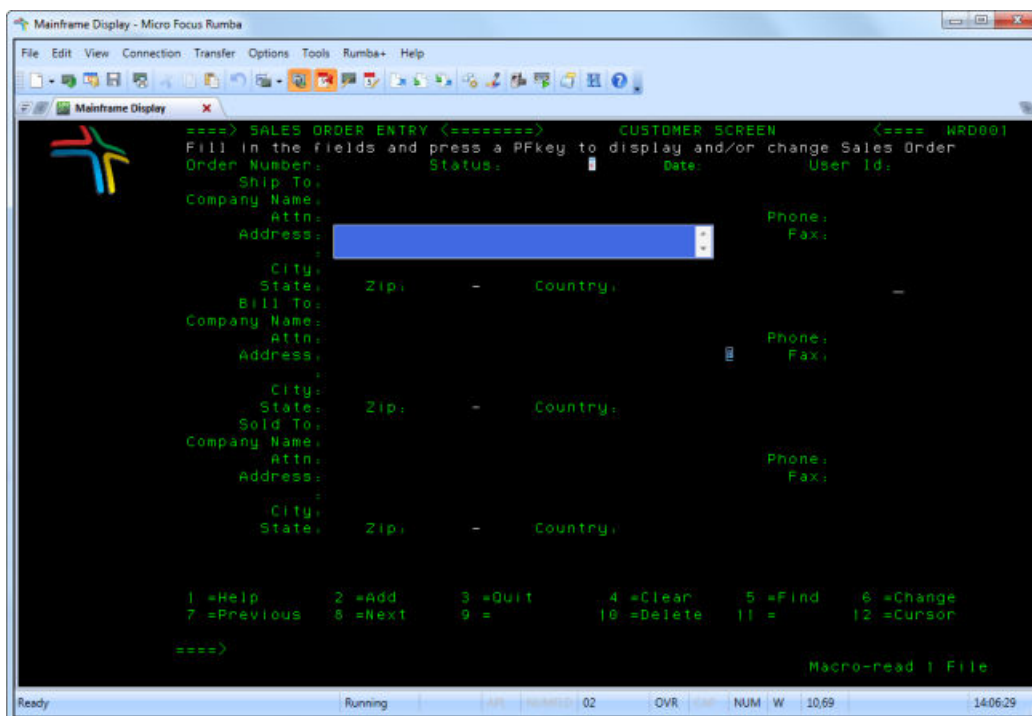 Mainframe Display - Micro Focus Rumba
File Edit View Connection Transfer Options Tools Rumba+ Help
Mainframe Display
====> SALES ORDER ENTRY <========> CUSTOMER SCREEN <==== WRD001
Fill in the fields and press a PFkey to display and/or change Sales Order
Order Number: Status: Date: User Id:
Ship To:
Company Name:
Attn: Phone:
Address: Fax:
:
City:
State: Zip: - Country:
Bill To:
Company Name:
Attn: Phone:
Address: Fax:
:
City:
State: Zip: - Country:
Sold To:
Company Name:
Attn: Phone:
Address: Fax:
:
City:
State: Zip: - Country:
1 =Help 2 =Add 3 =Quit 4 =Clear 5 =Find 6 =Change
7 =Previous 8 =Next 9 = 10 =Delete 11 = 12 =Cursor
====>
Macro-read 1 File
Ready Running 02 OVR NUM W 10,69 14:06:29